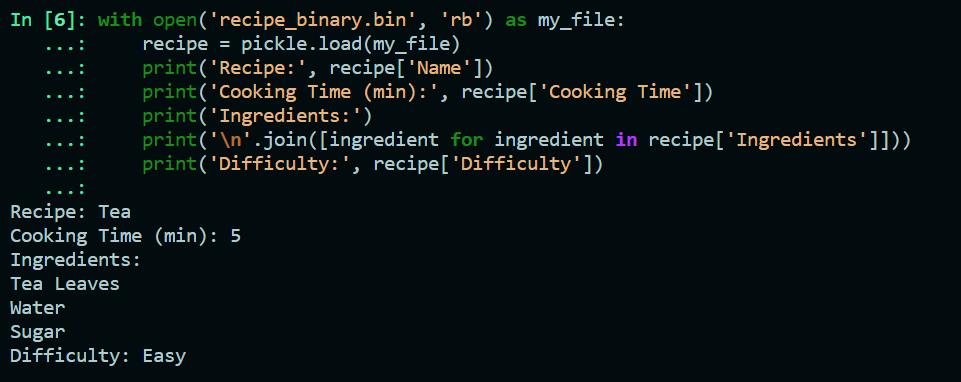 In [6]: with open('recipe_binary.bin', 'rb') as my_file:
   ...:     recipe = pickle.load(my_file)
   ...:     print('Recipe:', recipe['Name'])
   ...:     print('Cooking Time (min):', recipe['Cooking Time'])
   ...:     print('Ingredients:')
   ...:     print('\n'.join([ingredient for ingredient in recipe['Ingredients']]))
   ...:     print('Difficulty:', recipe['Difficulty'])
   ...:
Recipe: Tea
Cooking Time (min): 5
Ingredients:
Tea Leaves
Water
Sugar
Difficulty: Easy